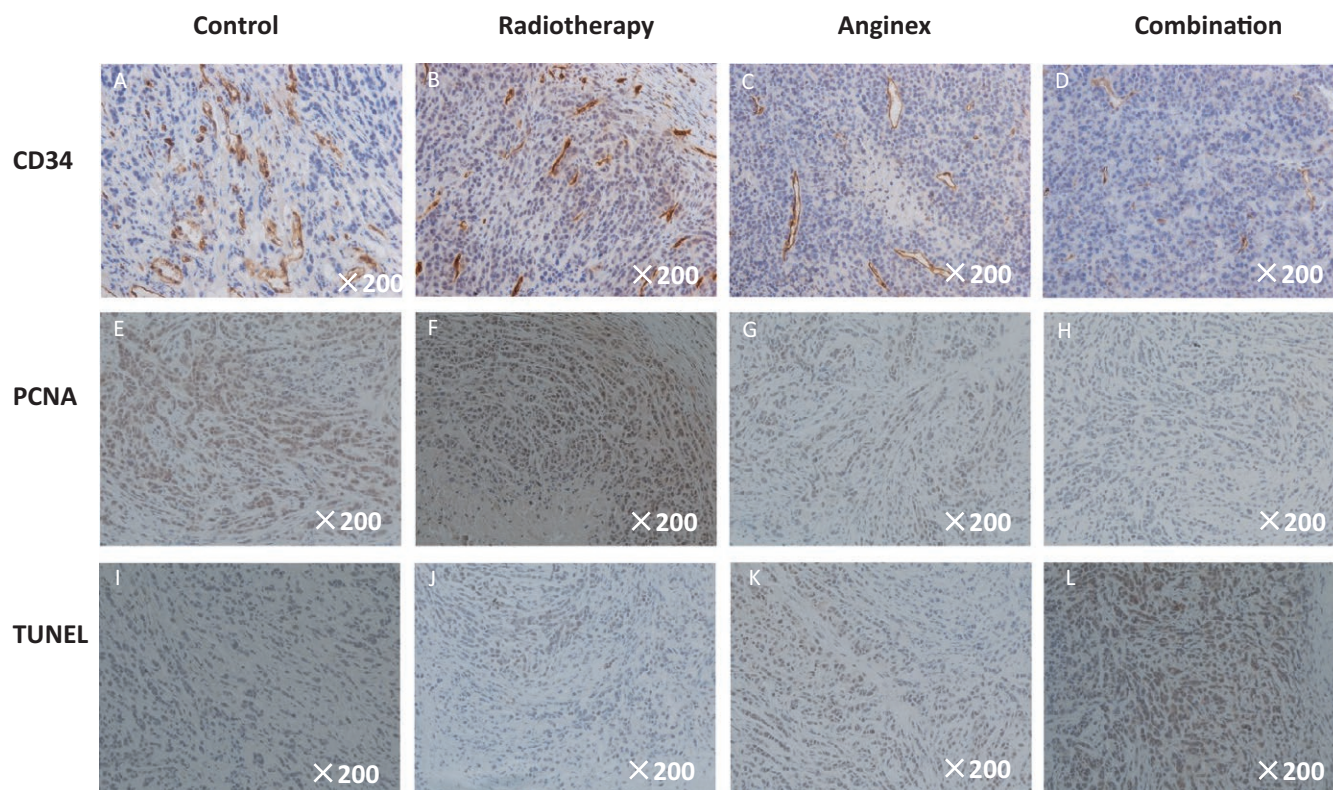 Control Radiotherapy Anginex Combination
CD34
A B C D
×200 ×200 ×200 ×200
PCNA
E F G H
×200 ×200 ×200 ×200
TUNEL
I J K L
×200 ×200 ×200 ×200